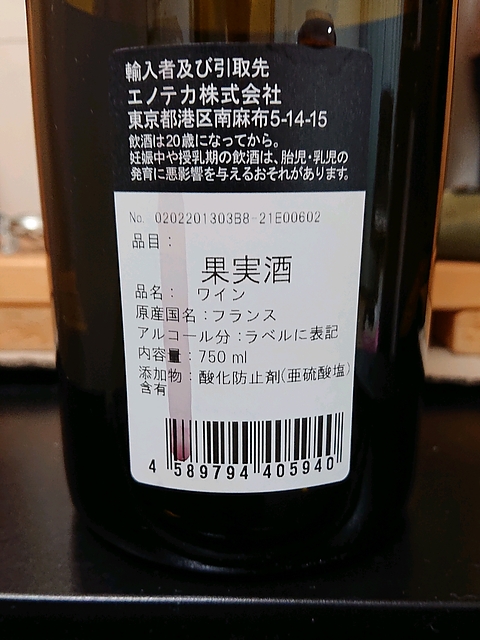 輸入者及び引取先
エノテカ株式会社
東京都港区南麻布5-14-15
飲酒は20歳になってから。
妊娠中や授乳期の飲酒は、胎児・乳児の
発育に悪影響を与えるおそれがあります。
No. 0202201303B8-21E00602
品目：
果実酒
品名： ワイン
原産国名：フランス
アルコール分：ラベルに表記
内容量：750 ml
添加物：酸化防止剤(亜硫酸塩)
含有
4 589794 405940